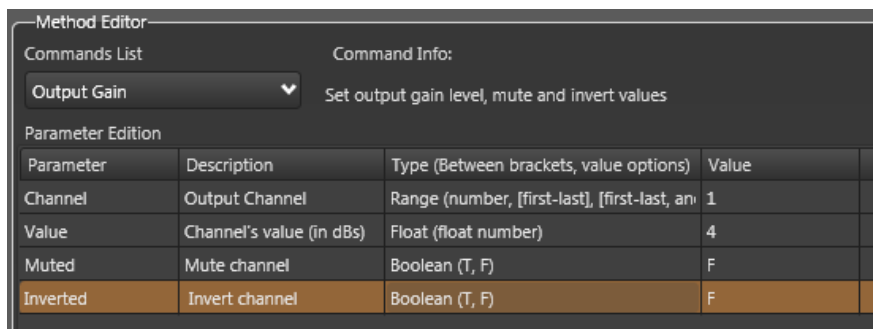 Method Editor
Commands List Command Info:
Output Gain Set output gain level, mute and invert values
Parameter Edition
Parameter Description Type (Between brackets, value options) Value
Channel Output Channel Range (number, [first-last], [first-last, an 1
Value Channel's value (in dBs) Float (float number) 4
Muted Mute channel Boolean (T, F) F
Inverted Invert channel Boolean (T, F) F